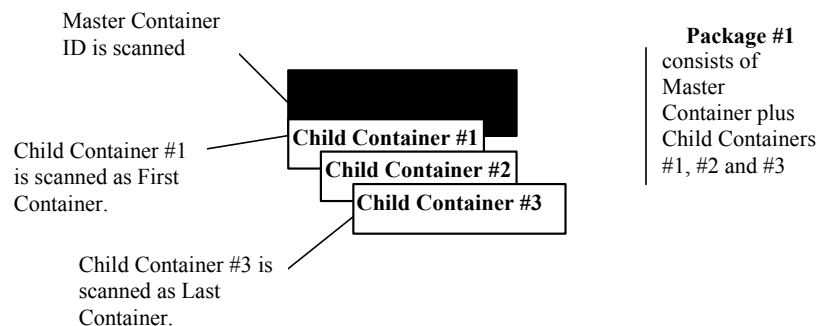 Master Container
ID is scanned
Package #1
consists of
Master
Container plus
Child Containers
#1, #2 and #3
Child Container #1
Child Container #1
is scanned as First
Container.
Child Container #2
Child Container #3
Child Container #3 is
scanned as Last
Container.